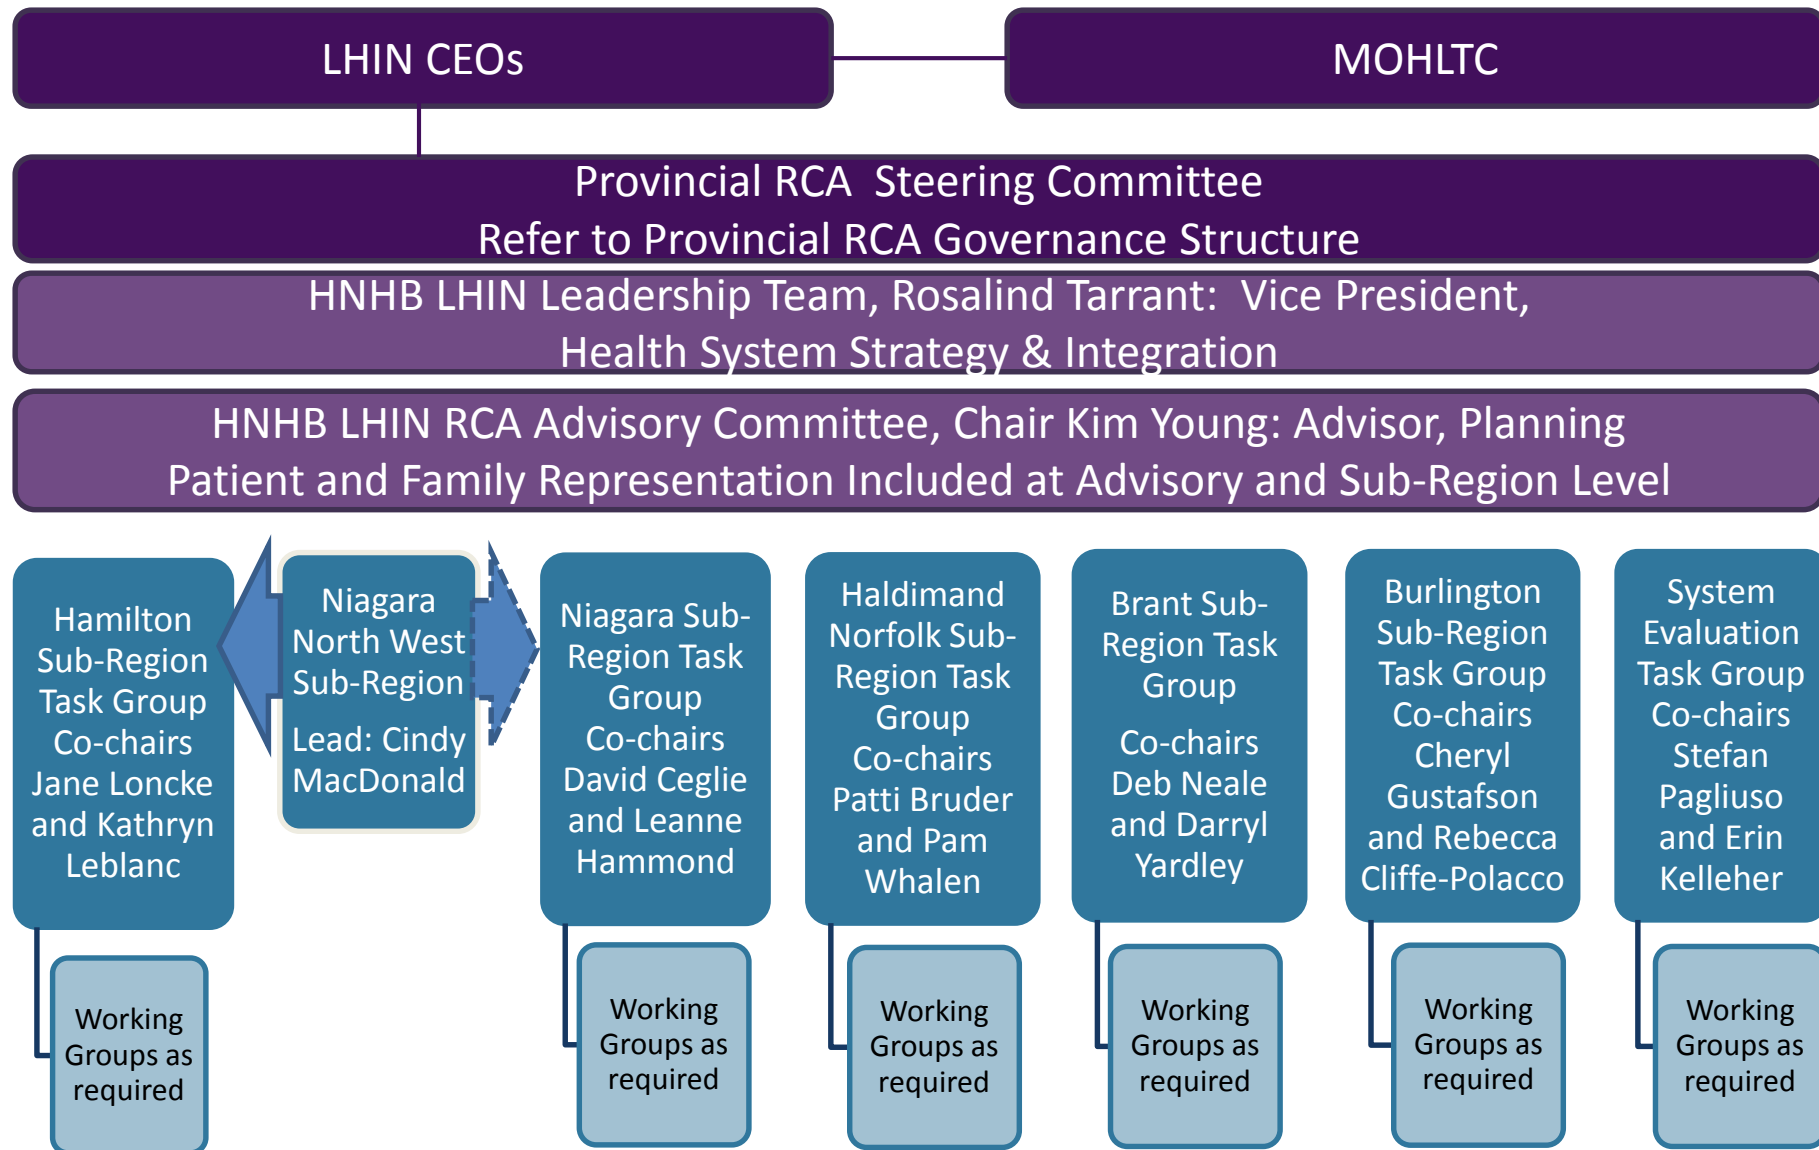 LHIN CEOs
MOHLTC
Provincial RCA Steering Committee
Refer to Provincial RCA Governance Structure
HNHB LHIN Leadership Team, Rosalind Tarrant: Vice President,
Health System Strategy & Integration
HNHB LHIN RCA Advisory Committee, Chair Kim Young: Advisor, Planning
Patient and Family Representation Included at Advisory and Sub-Region Level
Hamilton
Sub-Region
Task Group
Co-chairs
Jane Loncke
and Kathryn
Leblanc
Niagara
North West
Sub-Region
Lead: Cindy
MacDonald
Niagara Sub-
Region Task
Group
Co-chairs
David Ceglie
and Leanne
Hammond
Haldimand
Norfolk Sub-
Region Task
Group
Co-chairs
Patti Bruder
and Pam
Whalen
Brant Sub-
Region Task
Group
Co-chairs
Deb Neale
and Darryl
Yardley
Burlington
Sub-Region
Task Group
Co-chairs
Cheryl
Gustafson
and Rebecca
Cliffe-Polacco
System
Evaluation
Task Group
Co-chairs
Stefan
Pagliuso
and Erin
Kelleher
Working
Groups as
required
Working
Groups as
required
Working
Groups as
required
Working
Groups as
required
Working
Groups as
required
Working
Groups as
required